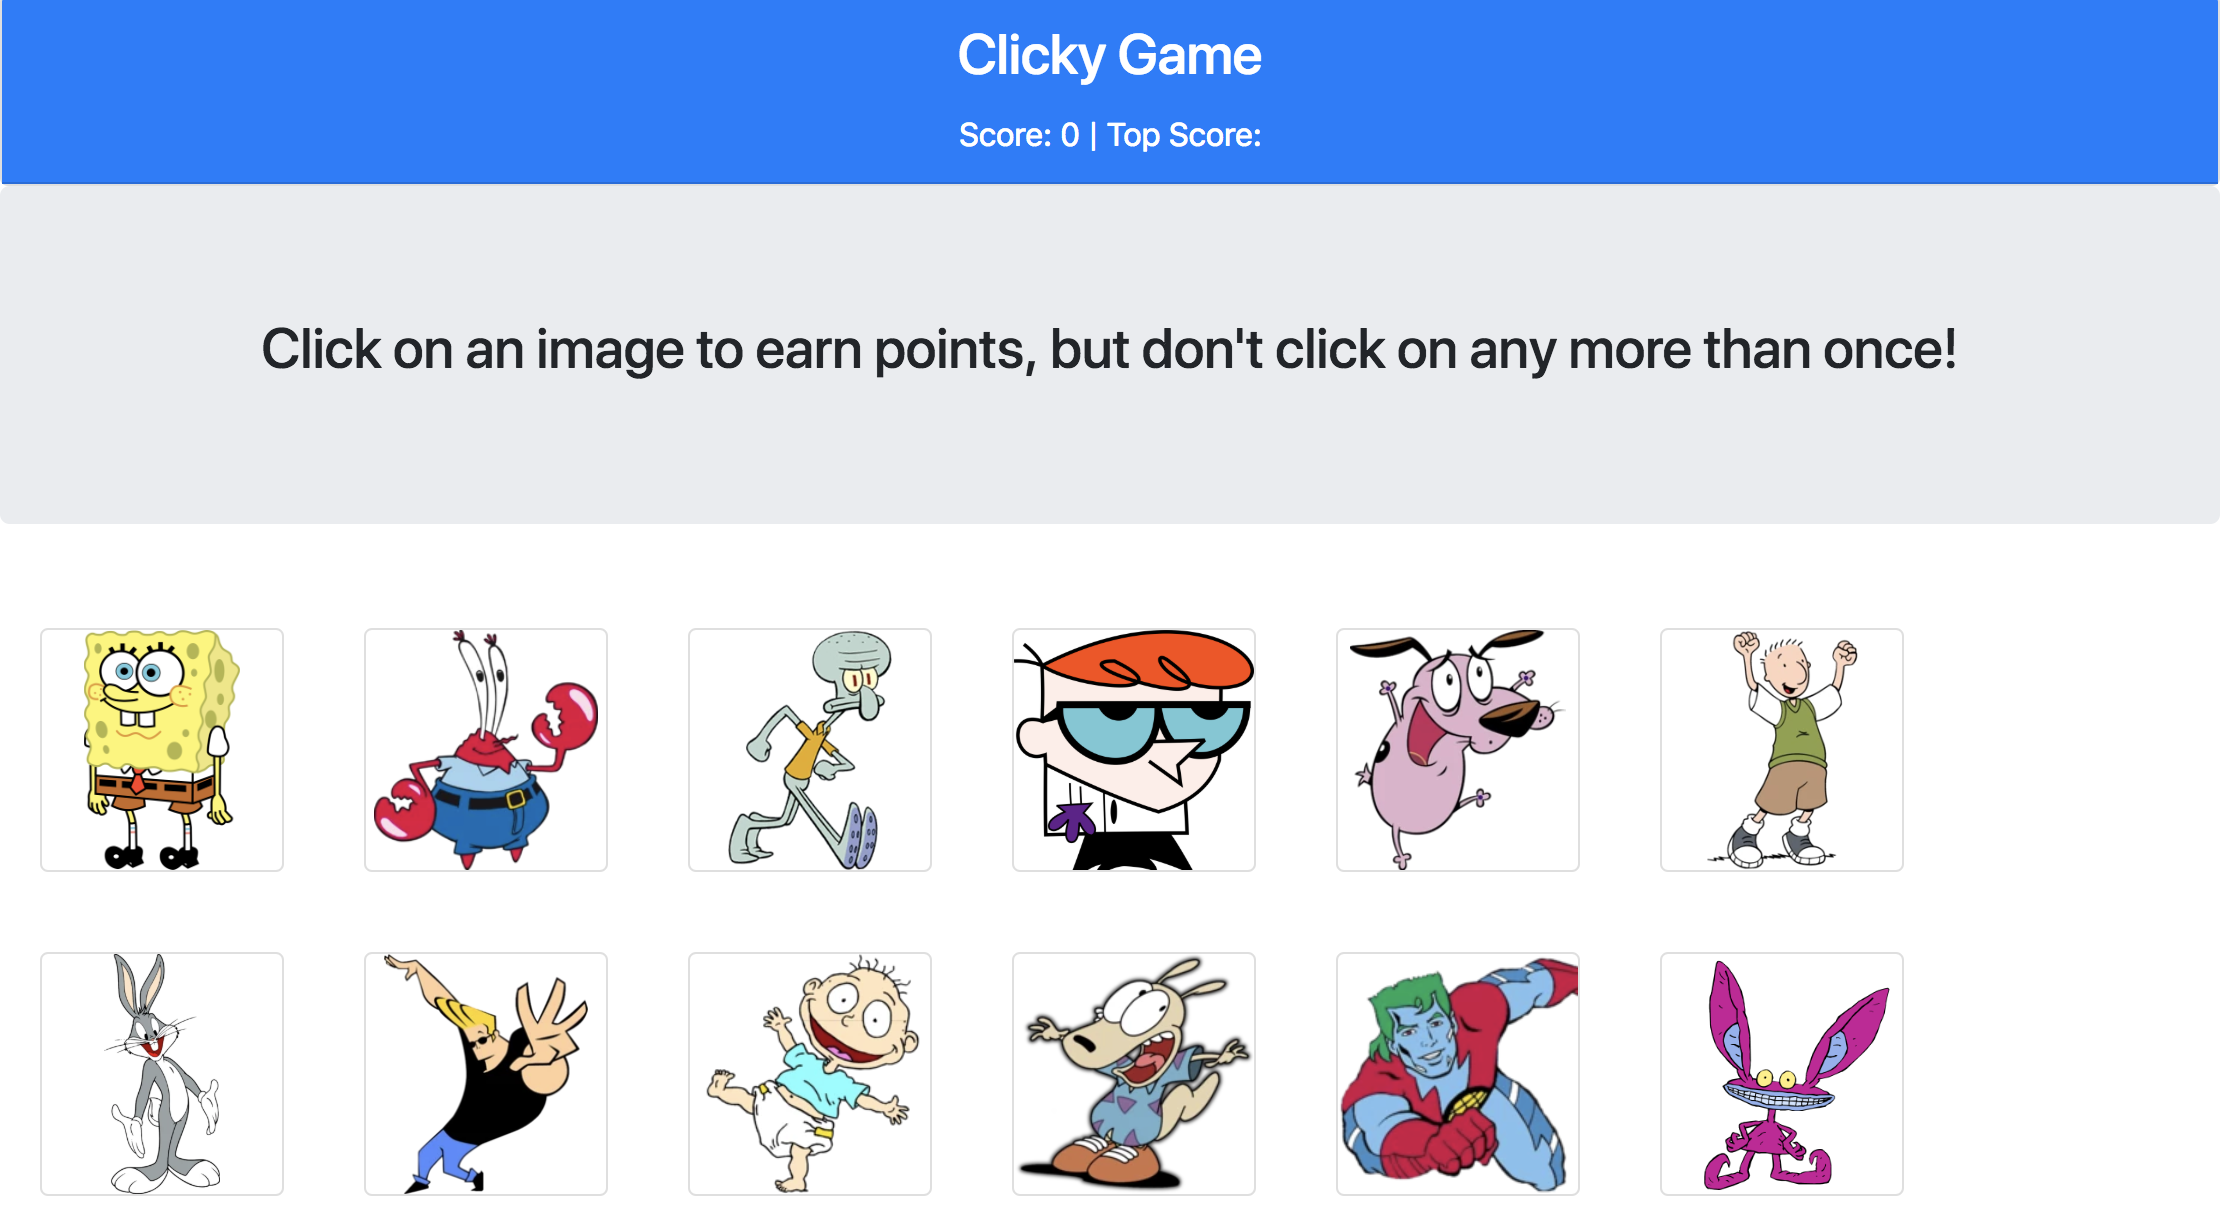 Clicky Game
Score: 0 | Top Score:
Click on an image to earn points, but don't click on any more than once!